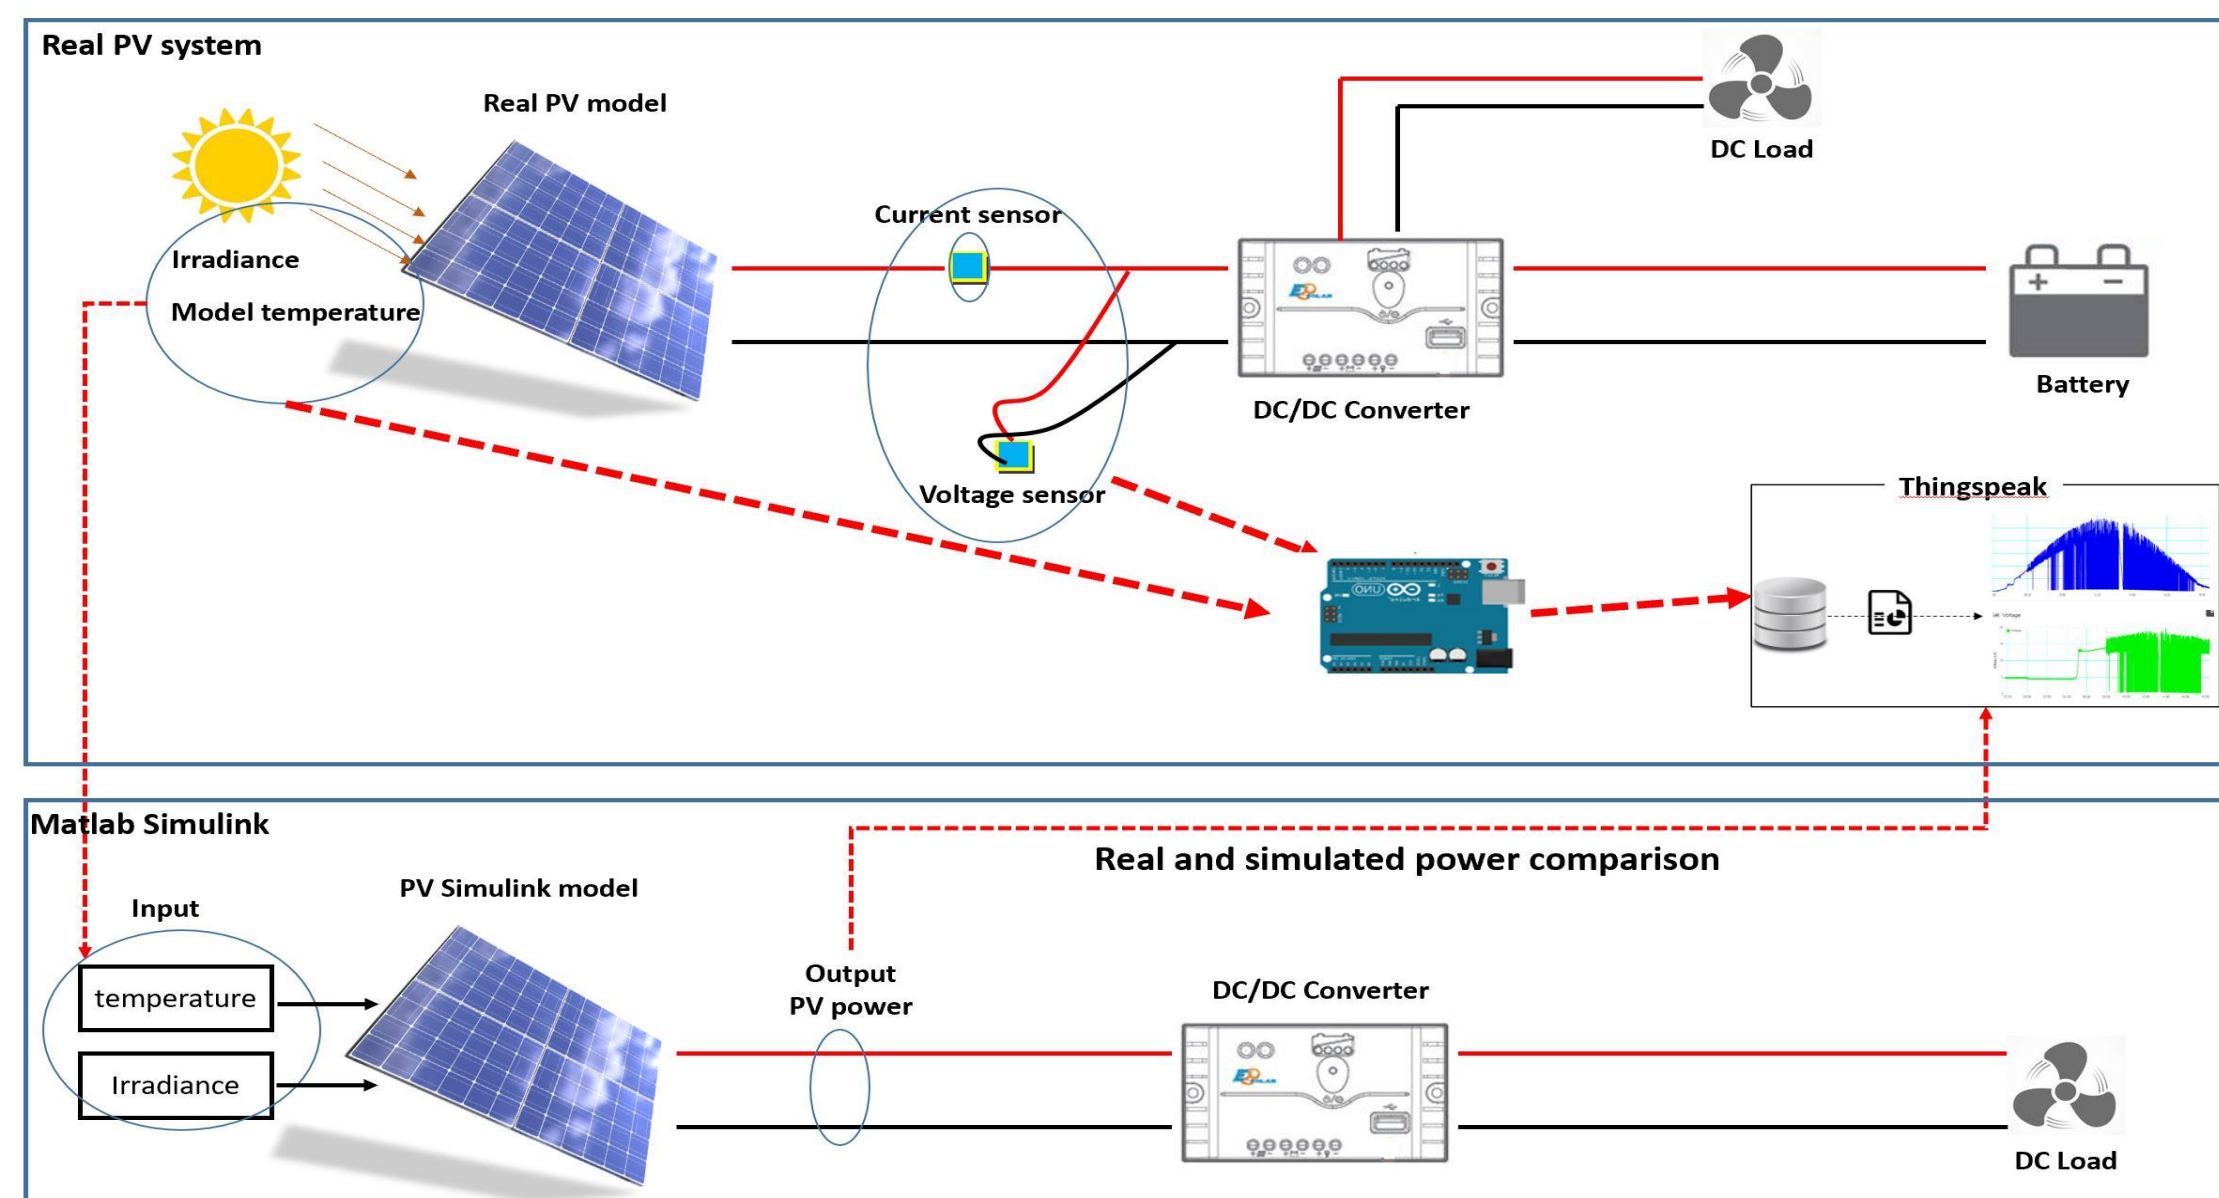 Real PV system
Real PV model
DC Load
Current sensor
Irradiance
Model temperature
DC/DC Converter
Battery
Voltage sensor
Thingspeak
UNO
Voltage
Matlab Simulink
Real and simulated power comparison
PV Simulink model
Input
Output
PV power
temperature
DC/DC Converter
Irradiance
DC Load